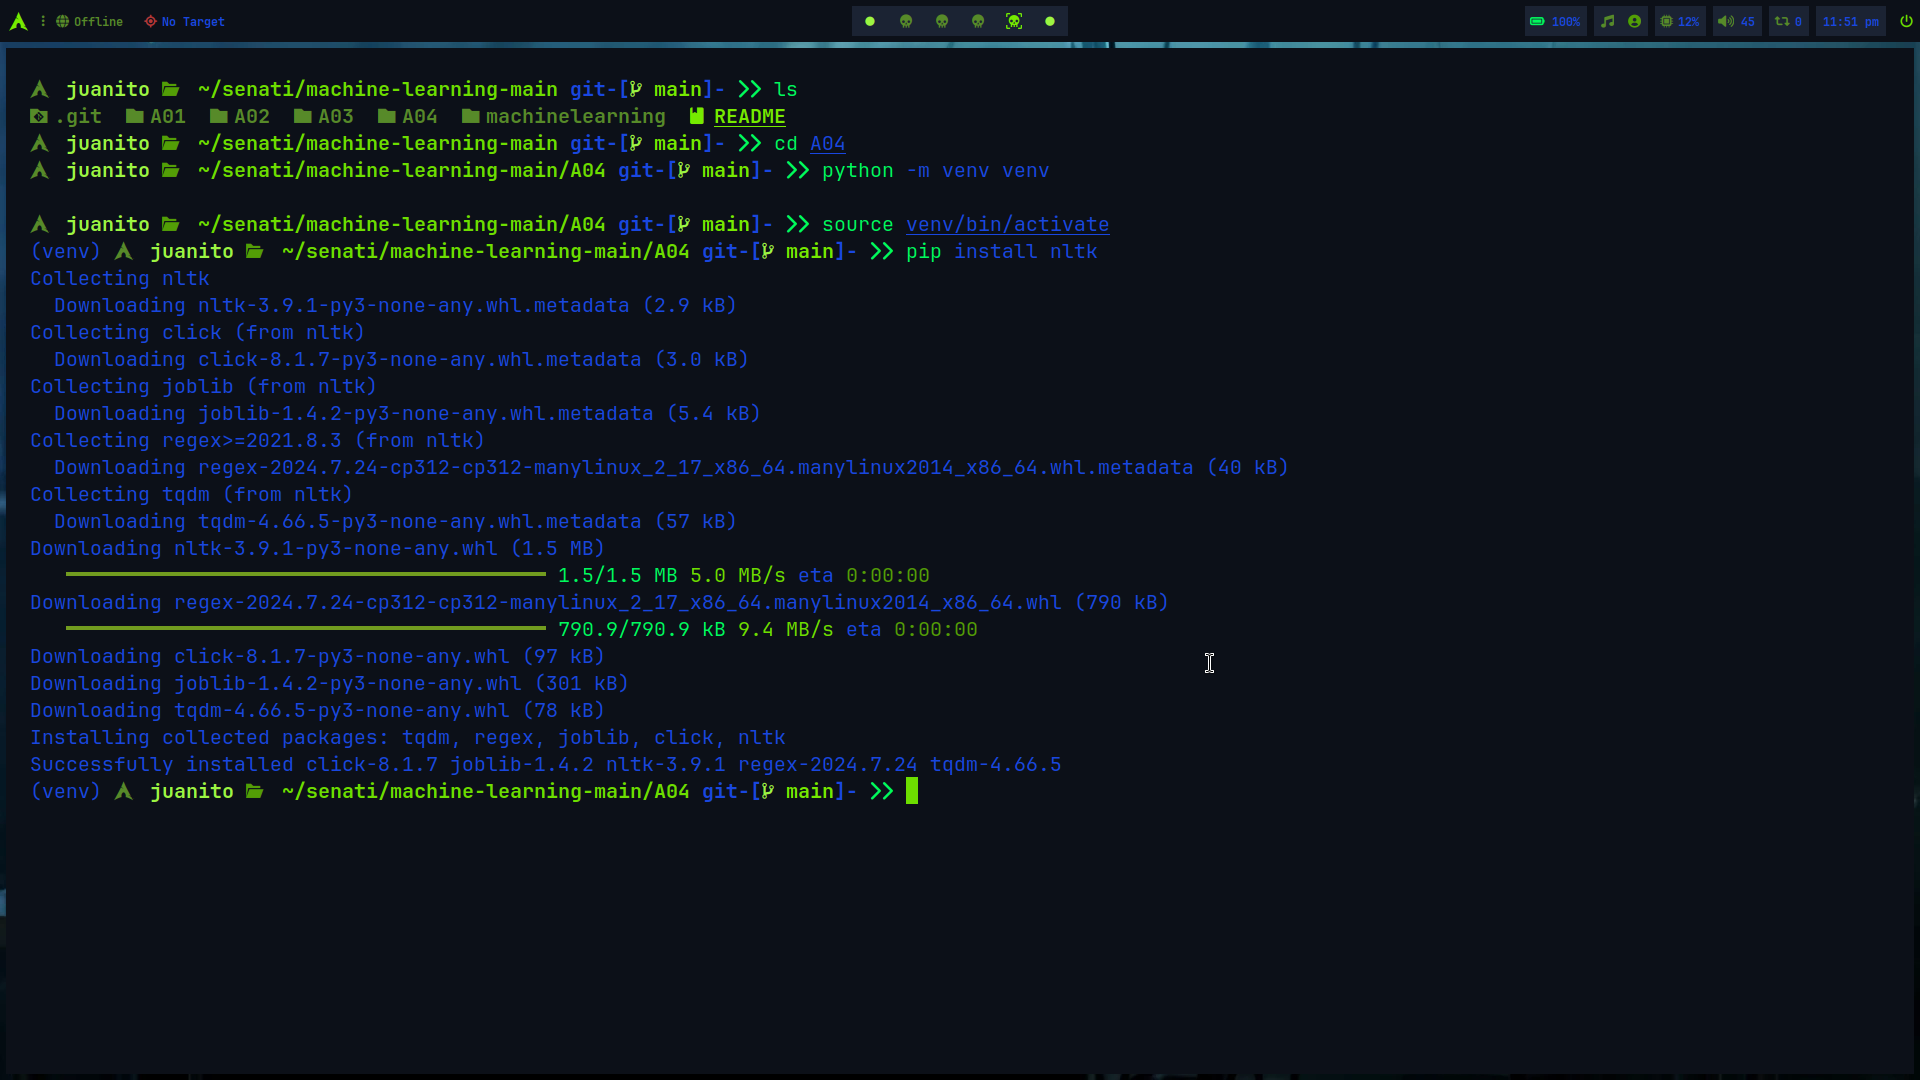 Offline No Target 100% 12% 45 0 11:51 pm
juanito ~/senati/machine-learning-main git-[ main]- >> ls
.git A01 A02 A03 A04 machinelearning README
juanito ~/senati/machine-learning-main git-[ main]- >> cd A04
juanito ~/senati/machine-learning-main/A04 git-[ main]- >> python -m venv venv
juanito ~/senati/machine-learning-main/A04 git-[ main]- >> source venv/bin/activate
(venv) juanito ~/senati/machine-learning-main/A04 git-[ main]- >> pip install nltk
Collecting nltk
Downloading nltk-3.9.1-py3-none-any.whl.metadata (2.9 kB)
Collecting click (from nltk)
Downloading click-8.1.7-py3-none-any.whl.metadata (3.0 kB)
Collecting joblib (from nltk)
Downloading joblib-1.4.2-py3-none-any.whl.metadata (5.4 kB)
Collecting regex>=2021.8.3 (from nltk)
Downloading regex-2024.7.24-cp312-cp312-manylinux_2_17_x86_64.manylinux2014_x86_64.whl.metadata (40 kB)
Collecting tqdm (from nltk)
Downloading tqdm-4.66.5-py3-none-any.whl.metadata (57 kB)
Downloading nltk-3.9.1-py3-none-any.whl (1.5 MB)
1.5/1.5 MB 5.0 MB/s eta 0:00:00
Downloading regex-2024.7.24-cp312-cp312-manylinux_2_17_x86_64.manylinux2014_x86_64.whl (790 kB)
790.9/790.9 kB 9.4 MB/s eta 0:00:00
Downloading click-8.1.7-py3-none-any.whl (97 kB)
Downloading joblib-1.4.2-py3-none-any.whl (301 kB)
Downloading tqdm-4.66.5-py3-none-any.whl (78 kB)
Installing collected packages: tqdm, regex, joblib, click, nltk
Successfully installed click-8.1.7 joblib-1.4.2 nltk-3.9.1 regex-2024.7.24 tqdm-4.66.5
(venv) juanito ~/senati/machine-learning-main/A04 git-[ main]- >>